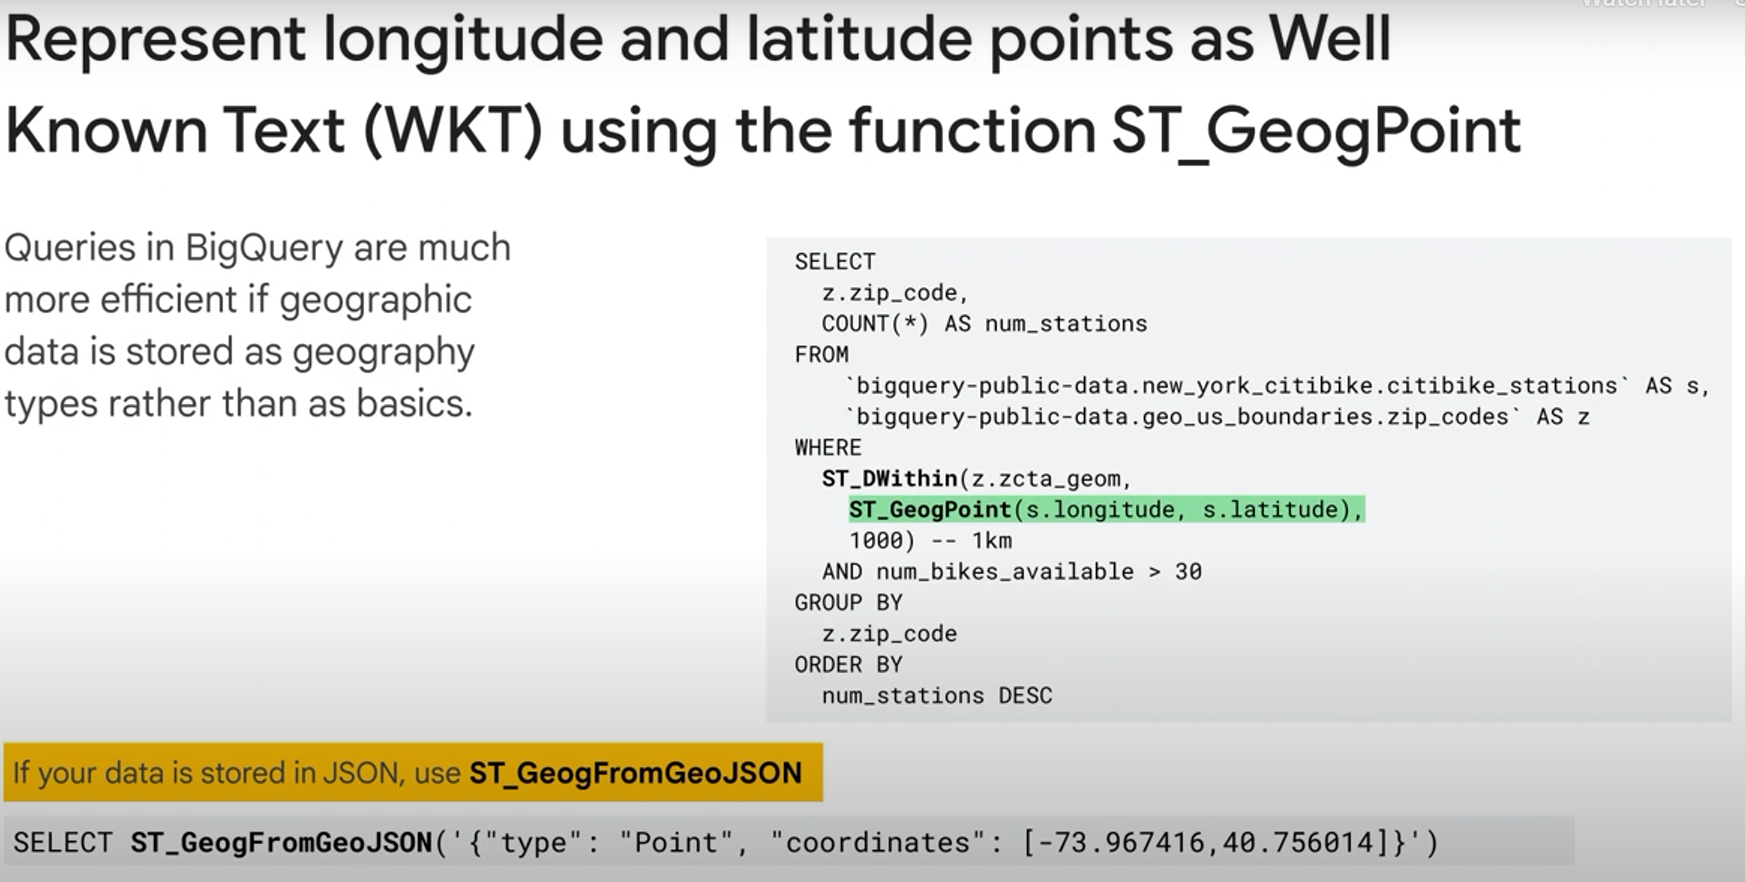 Watch later
Represent longitude and latitude points as Well
Known Text (WKT) using the function ST_GeogPoint
Queries in BigQuery are much
more efficient if geographic
data is stored as geography
types rather than as basics.
SELECT
  z.zip_code,
  COUNT(*) AS num_stations
FROM
    `bigquery-public-data.new_york_citibike.citibike_stations` AS s,
    `bigquery-public-data.geo_us_boundaries.zip_codes` AS z
WHERE
  ST_DWithin(z.zcta_geom,
    ST_GeogPoint(s.longitude, s.latitude),
    1000) -- 1km
  AND num_bikes_available > 30
GROUP BY
  z.zip_code
ORDER BY
  num_stations DESC
If your data is stored in JSON, use ST_GeogFromGeoJSON
SELECT ST_GeogFromGeoJSON('{"type": "Point", "coordinates": [-73.967416,40.756014]}')